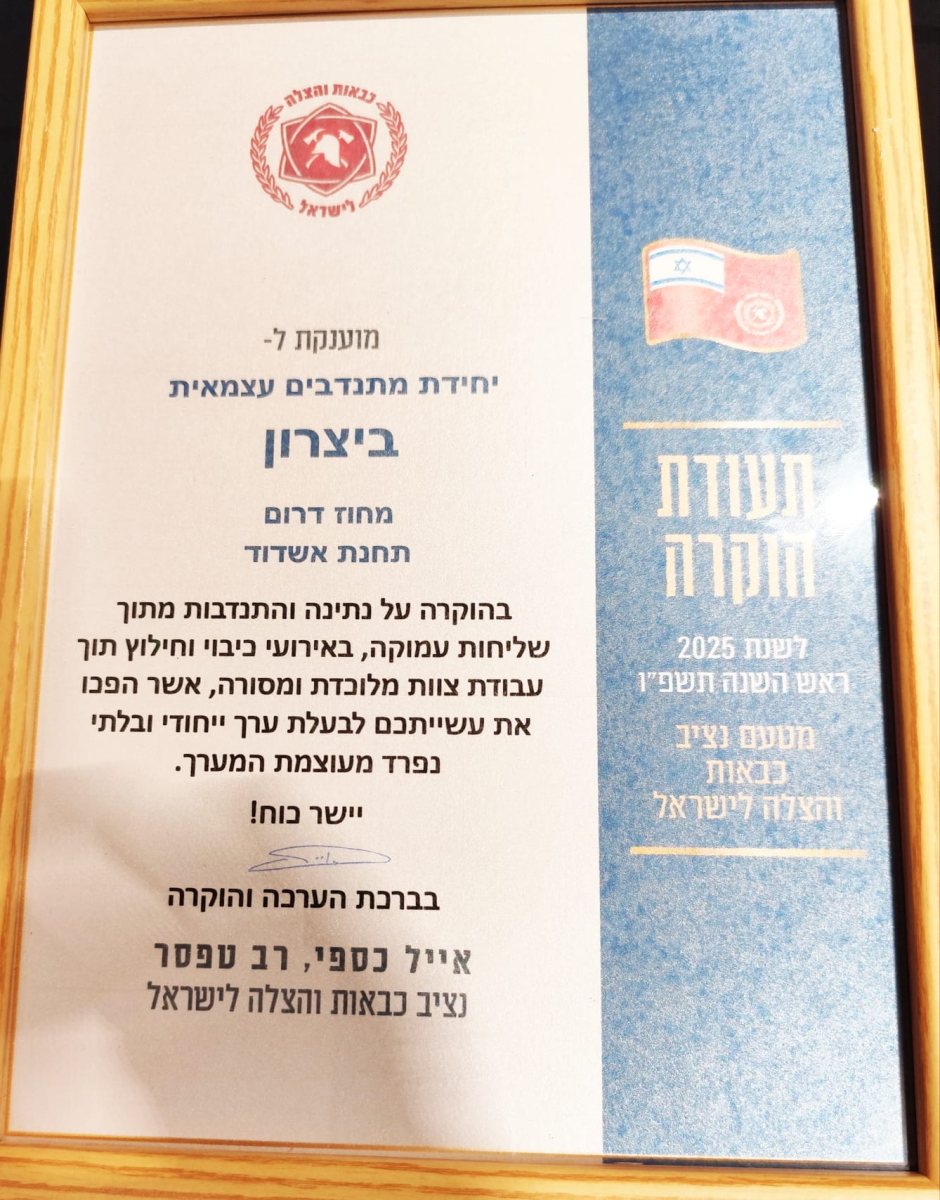 כבאות והצלה
לישראל
מוענקת ל-
יחידת מתנדבים עצמאית
ביצרון
מחוז דרום
תחנת אשדוד
בהוקרה על נתינה והתנדבות מתוך
שליחות עמוקה, באירועי כיבוי וחילוץ תוך
עבודת צוות מלוכדת ומסורה, אשר הפכו
את עשייתכם לבעלת ערך ייחודי ובלתי
נפרד מעוצמת המערך.
יישר כוח!
בברכת הערכה והוקרה
אייל כספי, רב טפסר
נציב כבאות והצלה לישראל
תעודת
הוקרה
לשנת 2025
ראש השנה תשפ"ו
מטעם נציב
כבאות
והצלה לישראל